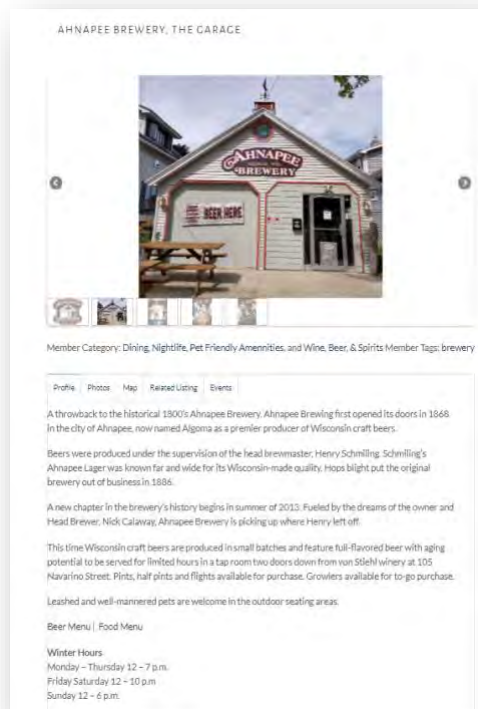 AHNAPEE BREWERY, THE GARAGE
AHNAPEE
BREWERY
BEER HERE
Member Category: Dining, Nightlife, Pet Friendly Amennities, and Wine, Beer, & Spirits Member Tags: brewery
Profile Photos Map Related Listing Events
A throwback to the historical 1800's Ahnapee Brewery. Ahnapee Brewing first opened its doors in 1868
in the city of Ahnapee, now named Algoma as a premier producer of Wisconsin craft beers.
Beers were produced under the supervision of the head brewmaster, Henry Schmiling. Schmiling's
Ahnapee Lager was known far and wide for its Wisconsin-made quality. Hops blight put the original
brewery out of business in 1886.
A new chapter in the brewery's history begins in summer of 2013. Fueled by the dreams of the owner and
Head Brewer, Nick Calaway, Ahnapee Brewery is picking up where Henry left off.
This time Wisconsin craft beers are produced in small batches and feature full-flavored beer with aging
potential to be served for limited hours in a tap room two doors down from von Stiehl winery at 105
Navarino Street. Pints, half pints and flights available for purchase. Growlers available for to-go purchase.
Leashed and well-mannered pets are welcome in the outdoor seating areas.
Beer Menu | Food Menu
Winter Hours
Monday – Thursday 12 – 7 p.m.
Friday Saturday 12 – 10 p.m
Sunday 12 – 6 p.m.